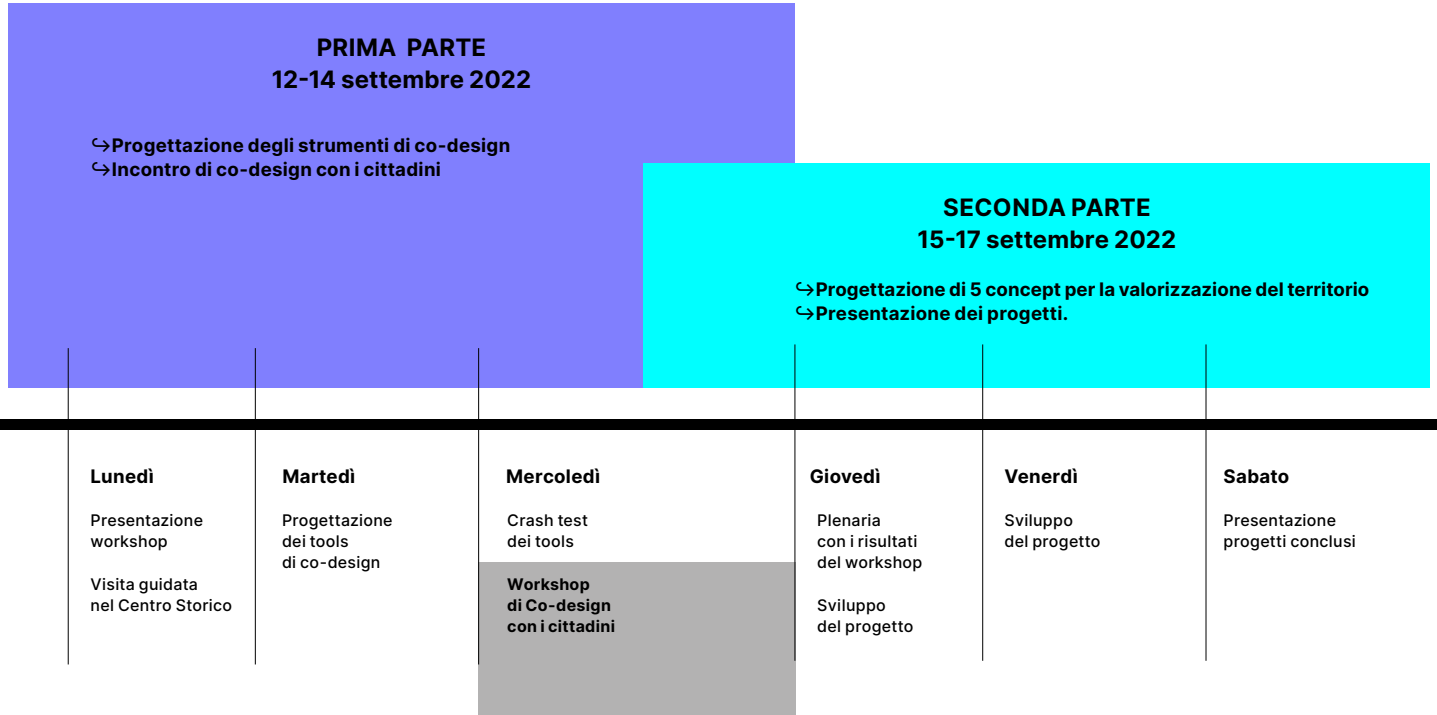 PRIMA PARTE
12-14 settembre 2022
↪Progettazione degli strumenti di co-design
↪Incontro di co-design con i cittadini
SECONDA PARTE
15-17 settembre 2022
↪Progettazione di 5 concept per la valorizzazione del territorio
↪Presentazione dei progetti.
Lunedì
Presentazione
workshop
Visita guidata
nel Centro Storico
Martedì
Progettazione
dei tools
di co-design
Mercoledì
Crash test
dei tools
Workshop
di Co-design
con i cittadini
Giovedì
Plenaria
con i risultati
del workshop
Sviluppo
del progetto
Venerdì
Sviluppo
del progetto
Sabato
Presentazione
progetti conclusi